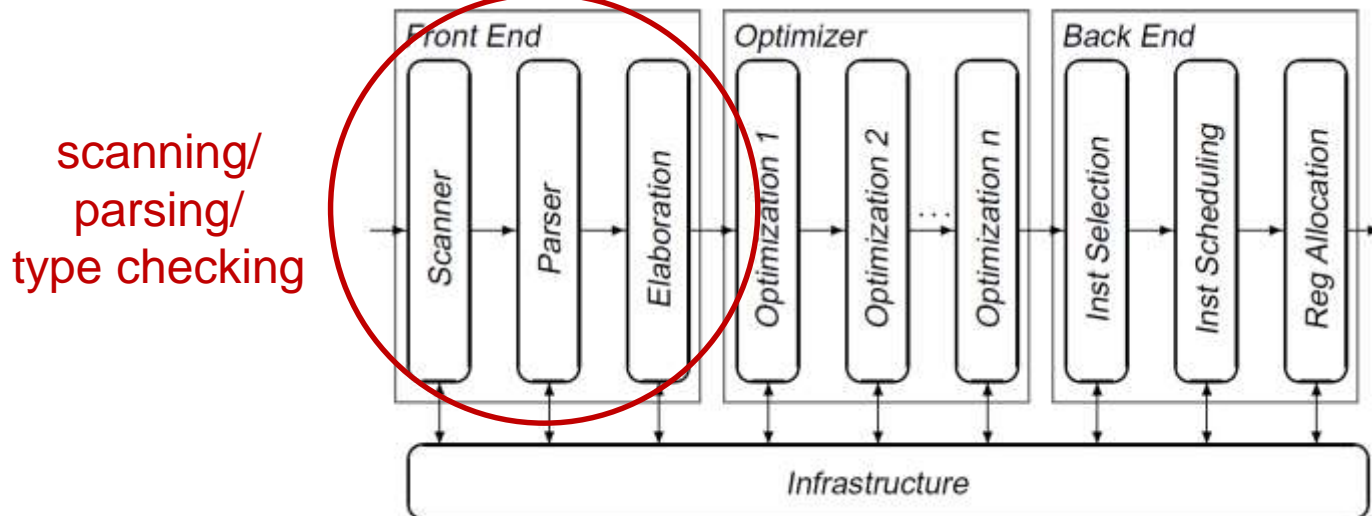 scanning/
parsing/
type checking
Front End
Scanner
Parser
Elaboration
Optimizer
Optimization 1
Optimization 2
...
Optimization n
Back End
Inst Selection
Inst Scheduling
Reg Allocation
Infrastructure